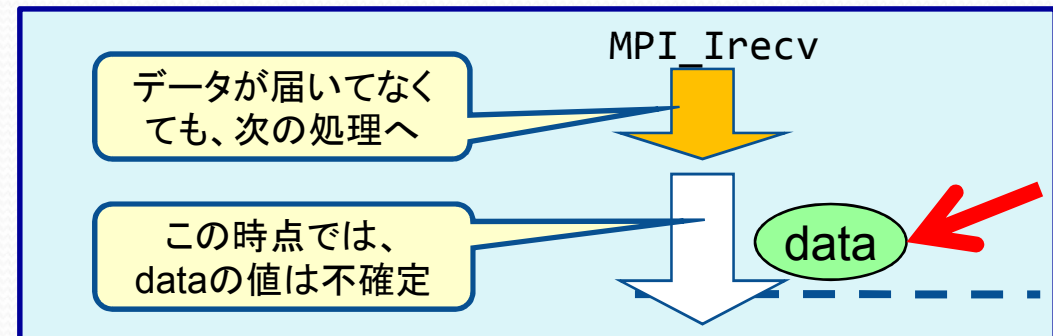 MPI_Irecv
データが届いてなく
ても、次の処理へ
この時点では、
dataの値は不確定
data